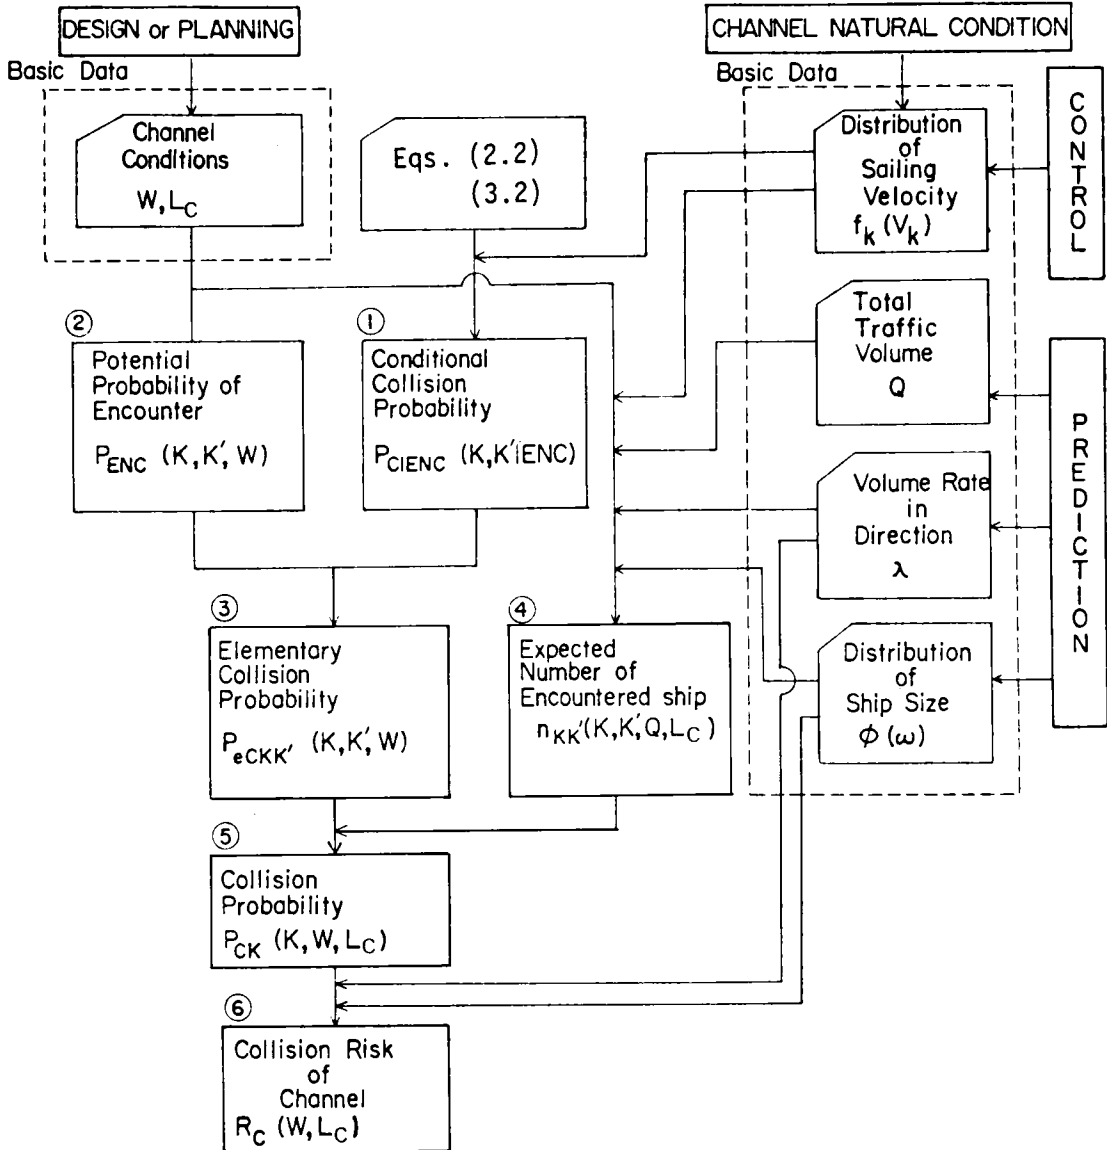 DESIGN or PLANNING
Basic Data
Channel
Conditions
W, L_C
Eqs. (2.2)
(3.2)
CHANNEL NATURAL CONDITION
Basic Data
Distribution
of
Sailing
Velocity
f_k (V_k)
CONTROL
Total
Traffic
Volume
Q
Volume Rate
in
Direction
λ
Distribution
of
Ship Size
φ (ω)
PREDICTION
②
Potential
Probability of
Encounter
P_ENC (K, K′, W)
①
Conditional
Collision
Probability
P_CIENC (K, K′IENC)
③
Elementary
Collision
Probability
P_eCKK′ (K, K′, W)
④
Expected
Number of
Encountered ship
n_KK′(K, K′, Q, L_C)
⑤
Collision
Probability
P_CK (K, W, L_C)
⑥
Collision Risk
of
Channel
R_C (W, L_C)